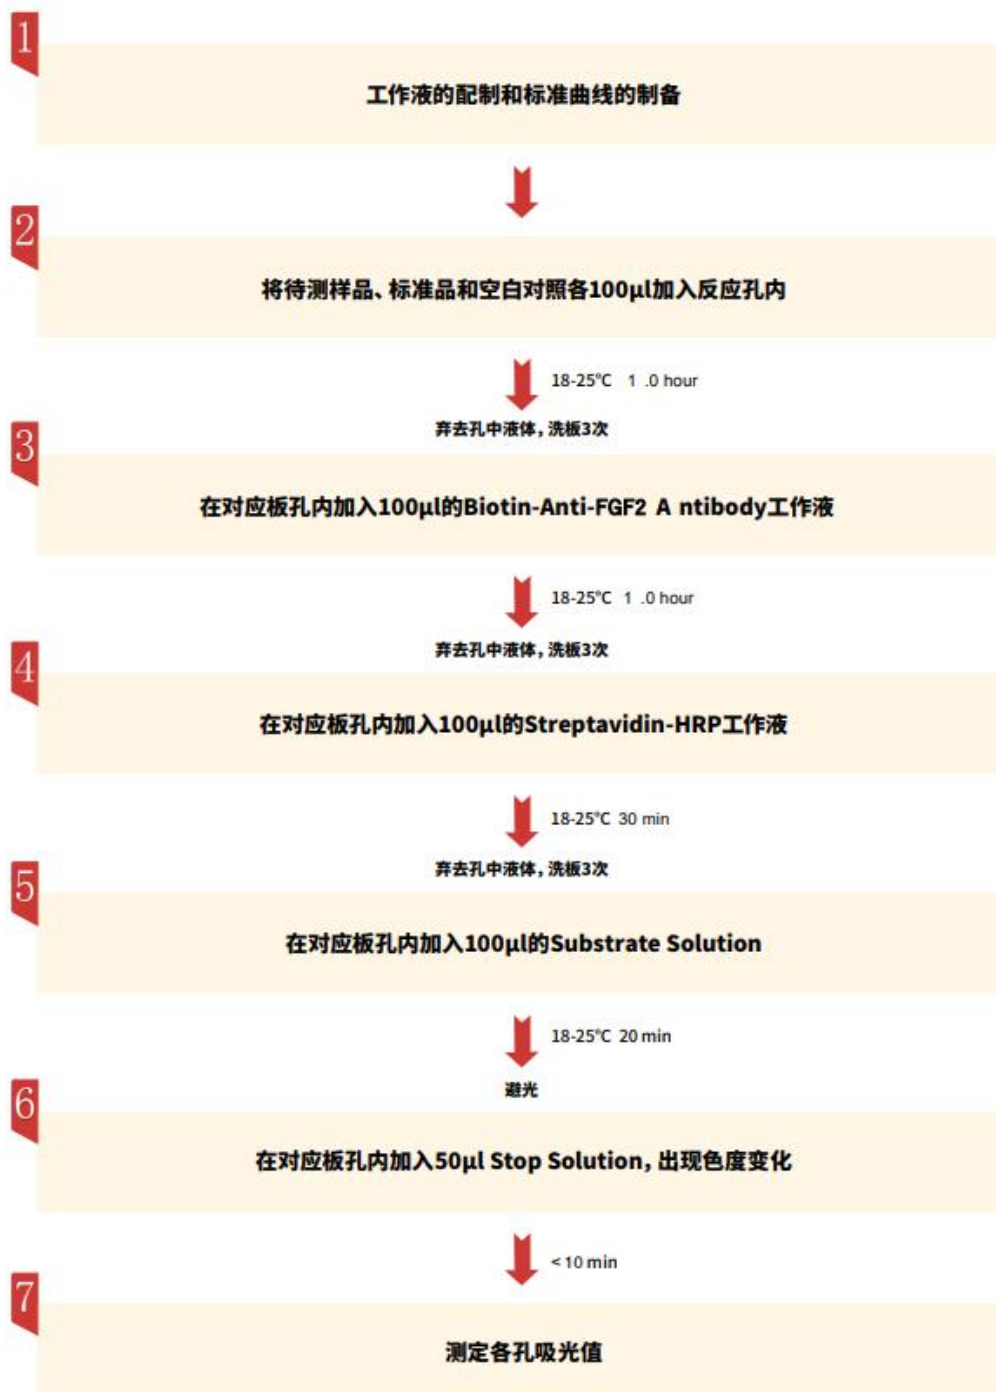 1
工作液的配制和标准曲线的制备
2
将待测样品、标准品和空白对照各100μl加入反应孔内
18-25℃ 1 .0 hour
弃去孔中液体，洗板3次
3
在对应板孔内加入100μl的Biotin-Anti-FGF2 A ntibody工作液
18-25℃ 1 .0 hour
弃去孔中液体，洗板3次
4
在对应板孔内加入100μl的Streptavidin-HRP工作液
18-25℃ 30 min
弃去孔中液体，洗板3次
5
在对应板孔内加入100μl的Substrate Solution
18-25℃ 20 min
避光
6
在对应板孔内加入50μl Stop Solution，出现色度变化
< 10 min
7
测定各孔吸光值